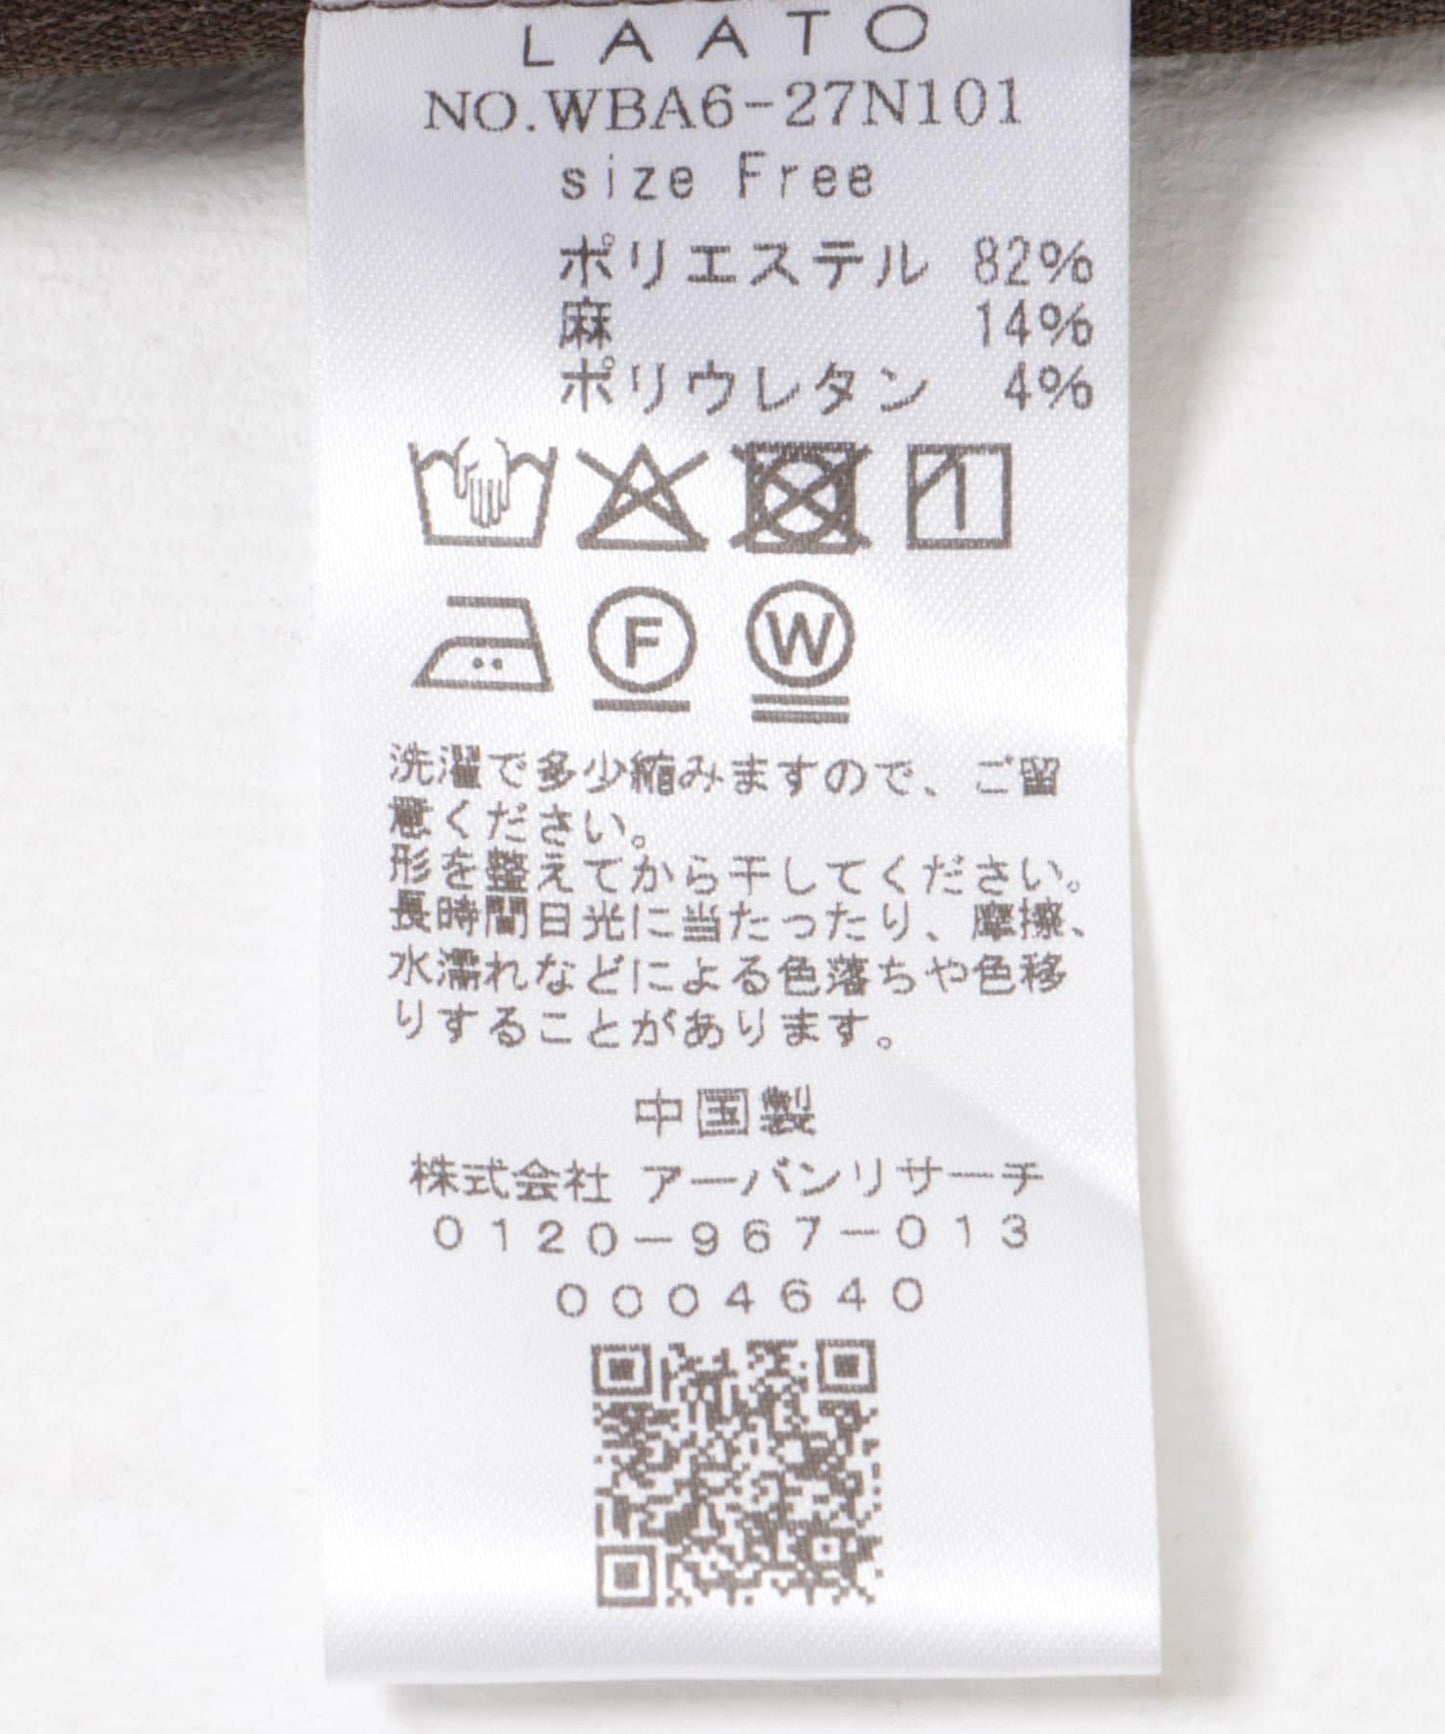 LAATO
NO.WBA6-27N101
size Free
ポリエステル 82%
麻 14%
ポリウレタン 4%
F W
洗濯で多少縮みますので、ご留
意ください。
形を整えてから干してください。
長時間日光に当たったり、摩擦、
水濡れなどによる色落ちや色移
りすることがあります。
中国製
株式会社 アーバンリサーチ
0120-967-013
0004640